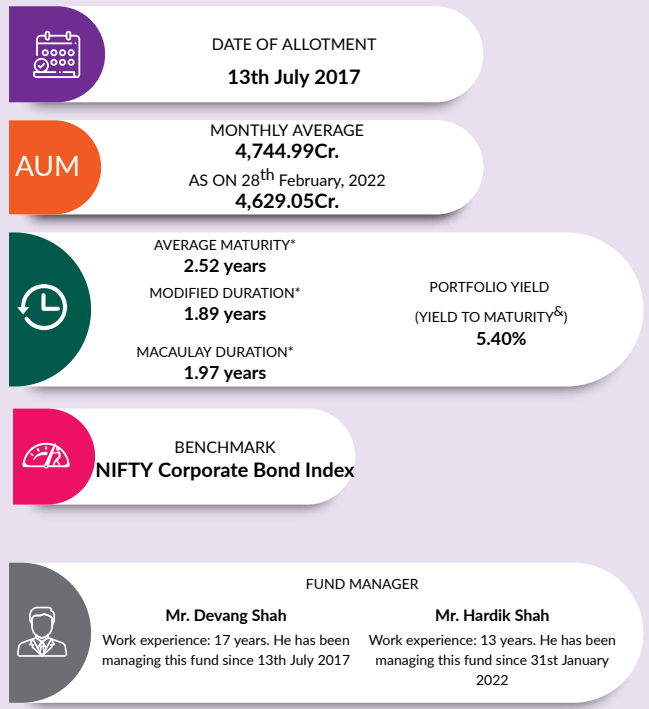 DATE OF ALLOTMENT
13th July 2017
AUM
MONTHLY AVERAGE
4,744.99Cr.
AS ON 28th February, 2022
4,629.05Cr.
AVERAGE MATURITY*
2.52 years
MODIFIED DURATION*
1.89 years
MACAULAY DURATION*
1.97 years
PORTFOLIO YIELD
(YIELD TO MATURITY&)
5.40%
BENCHMARK
NIFTY Corporate Bond Index
FUND MANAGER
Mr. Devang Shah
Work experience: 17 years. He has been
managing this fund since 13th July 2017
Mr. Hardik Shah
Work experience: 13 years. He has been
managing this fund since 31st January
2022